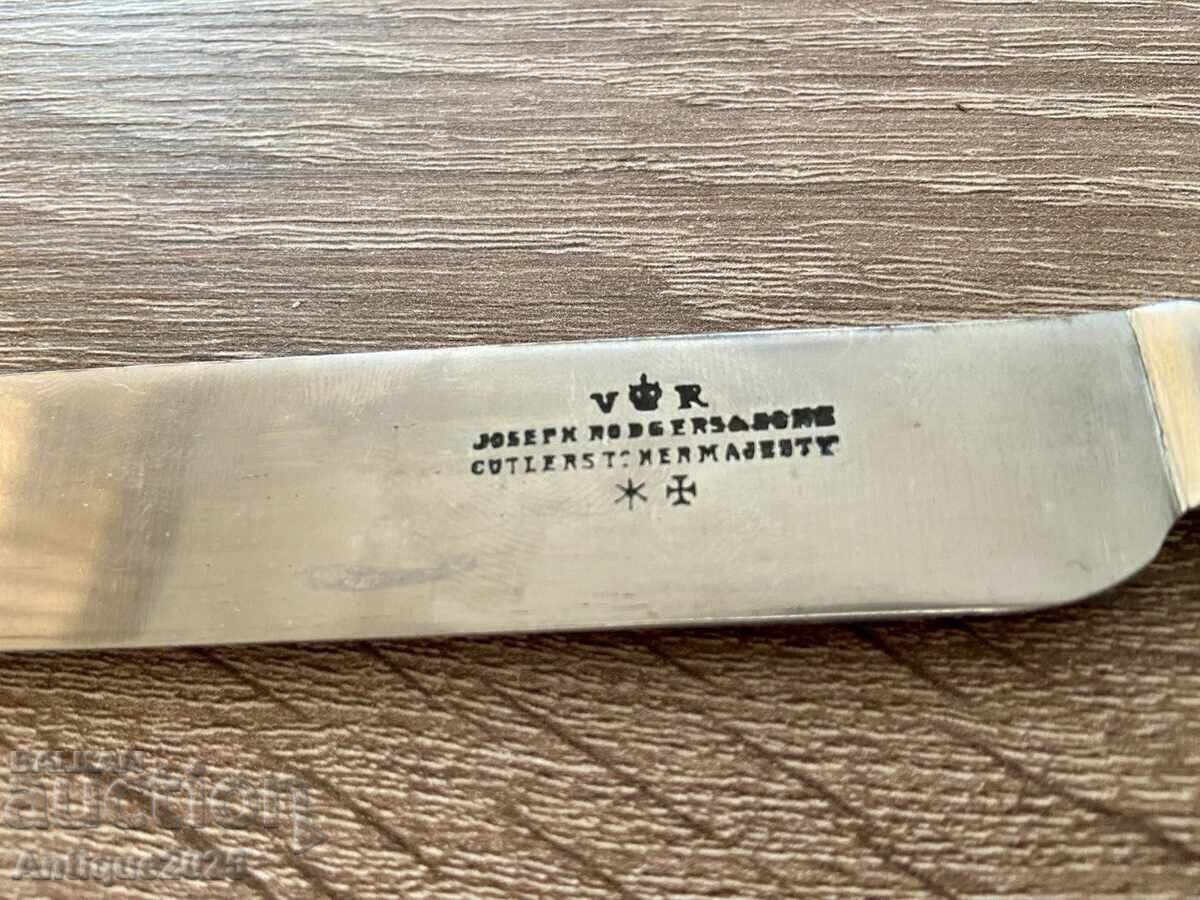 V R
JOSEPH RODGERS & SONS
CUTLERS TO HER MAJESTY
BALKAN
auction
Antique2025